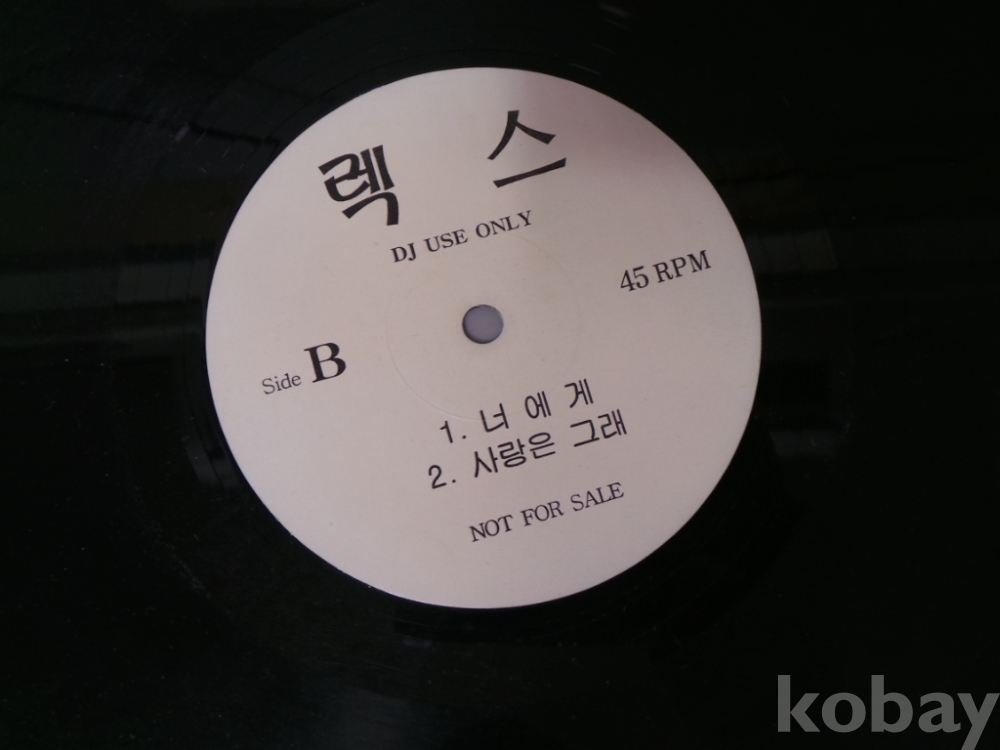 렉 스
DJ USE ONLY
45 RPM
Side B
1. 너 에 게
2. 사랑은 그래
NOT FOR SALE
kobay